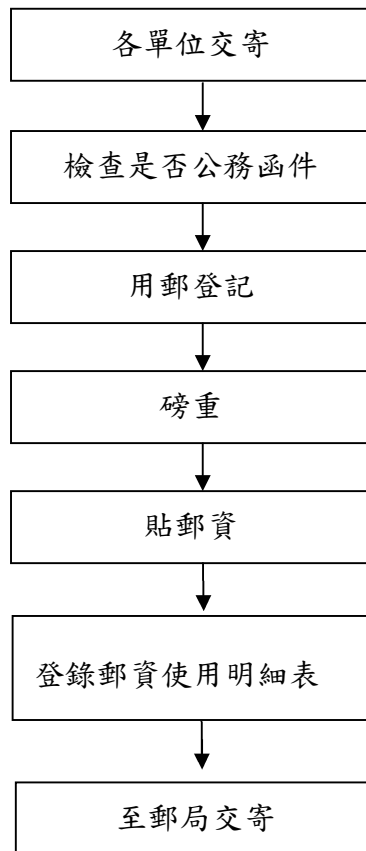 各單位交寄
檢查是否公務函件
用郵登記
磅重
貼郵資
登錄郵資使用明細表
至郵局交寄